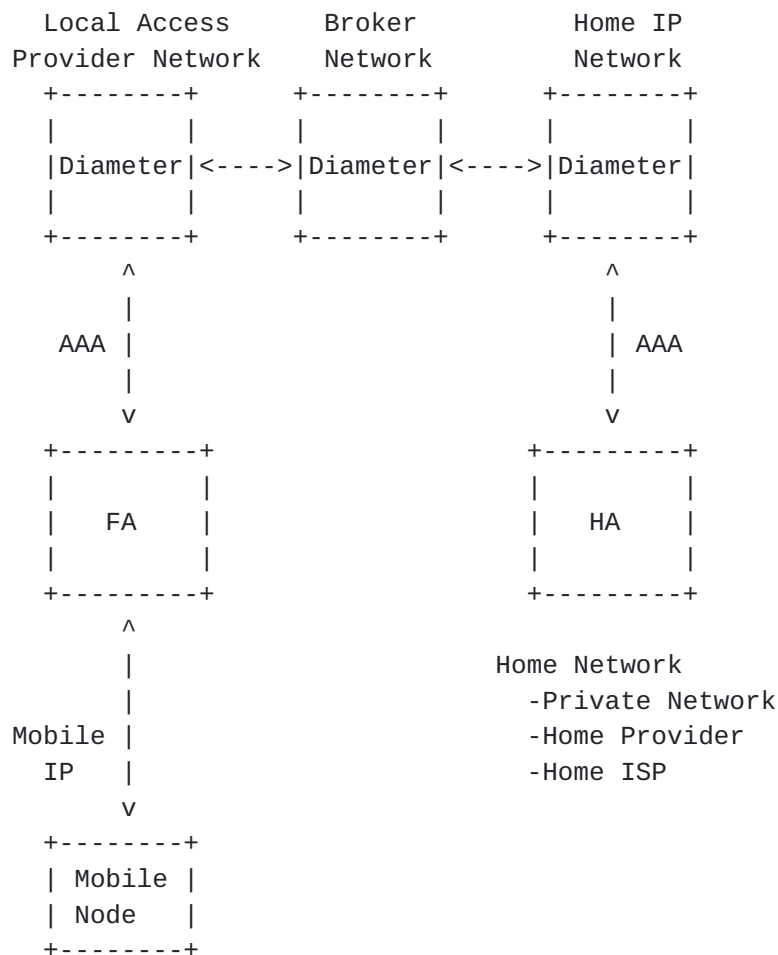 Local Access Broker Home IP
Provider Network Network Network
Diameter Diameter Diameter
AAA AAA
FA HA
Home Network
-Private Network
Mobile -Home Provider
IP -Home ISP
Mobile
Node